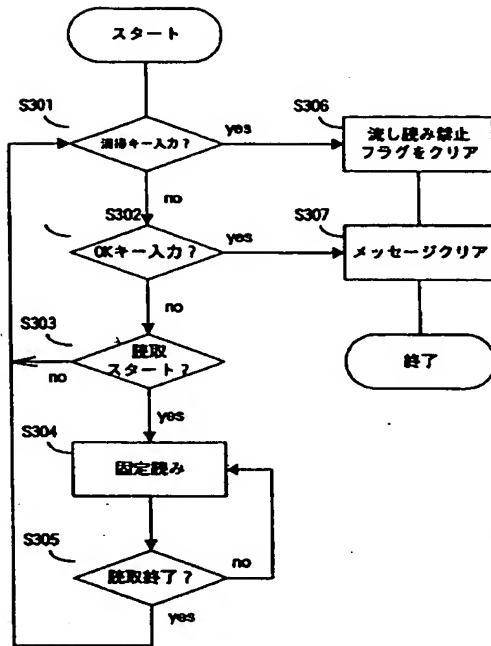 スタート
S301
清掃キー入力?
yes
S306
流し読み禁止
フラグをクリア
no
S302
OKキー入力?
yes
S307
メッセージクリア
no
S303
読取
スタート?
no
yes
終了
S304
固定読み
S305
読取終了?
no
yes